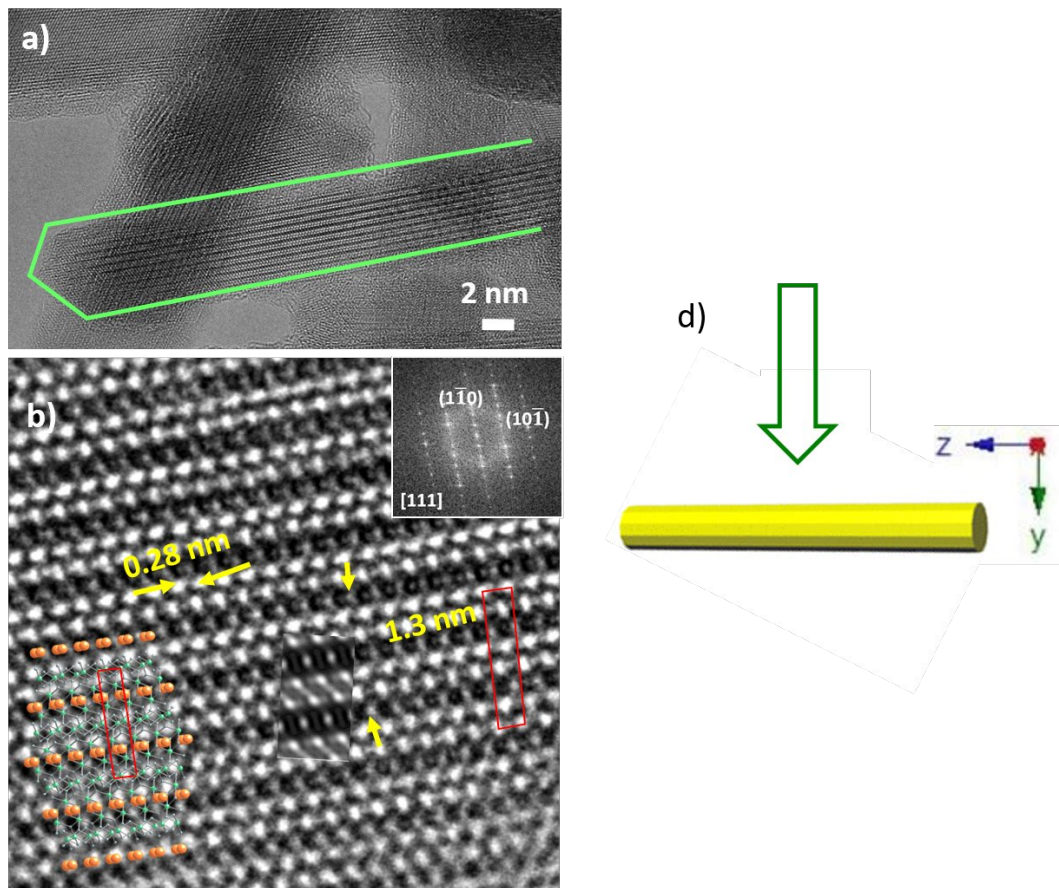 a)
2 nm
b)
(11̅0)
(101̅)
[111]
0.28 nm
1.3 nm
d)
z
y